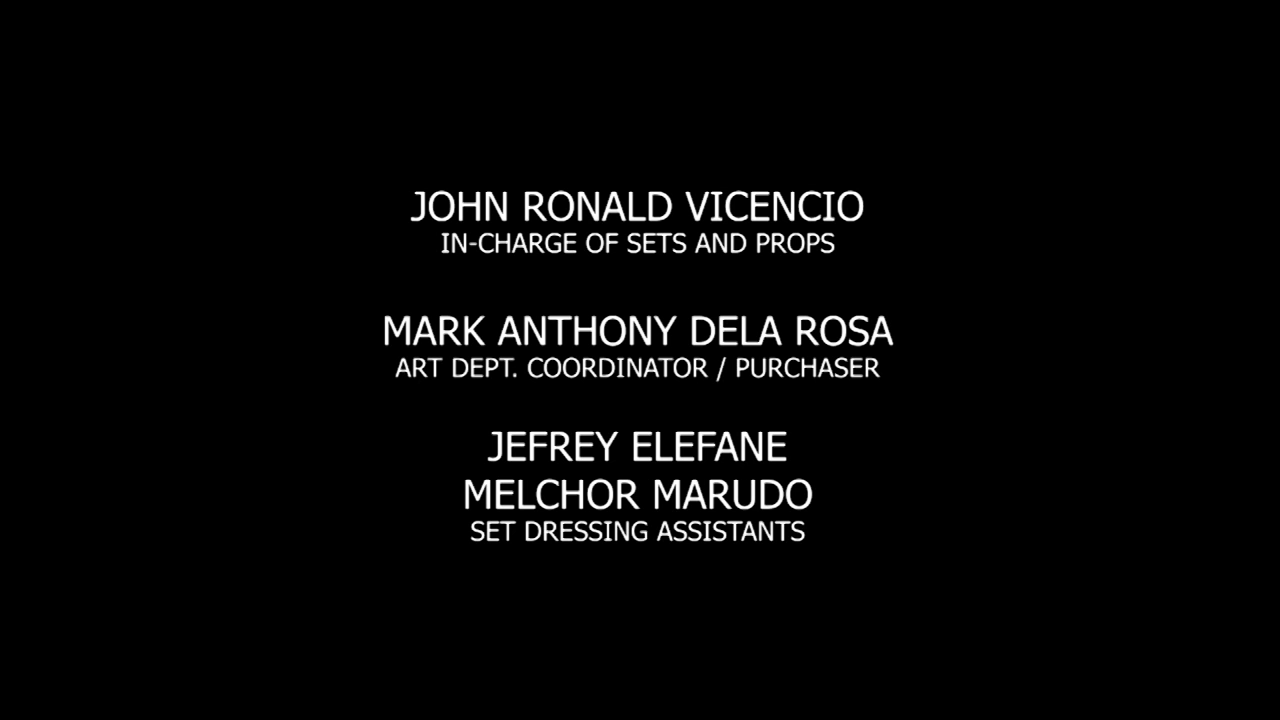 JOHN RONALD VICENCIO
IN-CHARGE OF SETS AND PROPS
MARK ANTHONY DELA ROSA
ART DEPT. COORDINATOR / PURCHASER
JEFREY ELEFANE
MELCHOR MARUDO
SET DRESSING ASSISTANTS